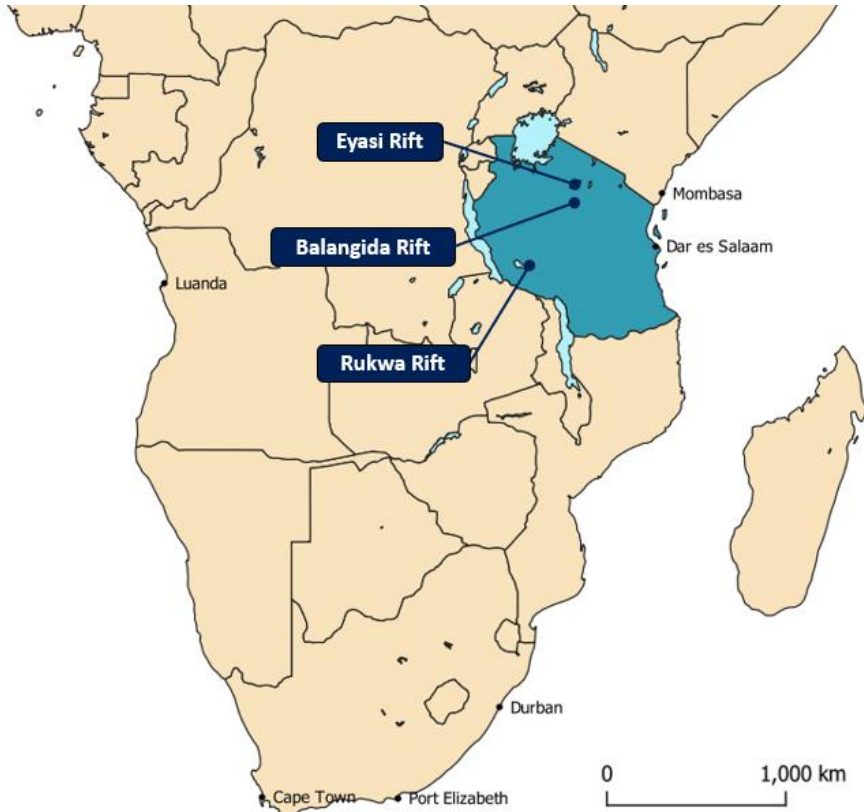 Eyasi Rift
Mombasa
Balangida Rift
Dar es Salaam
Luanda
Rukwa Rift
Durban
0 1,000 km
Cape Town
Port Elizabeth